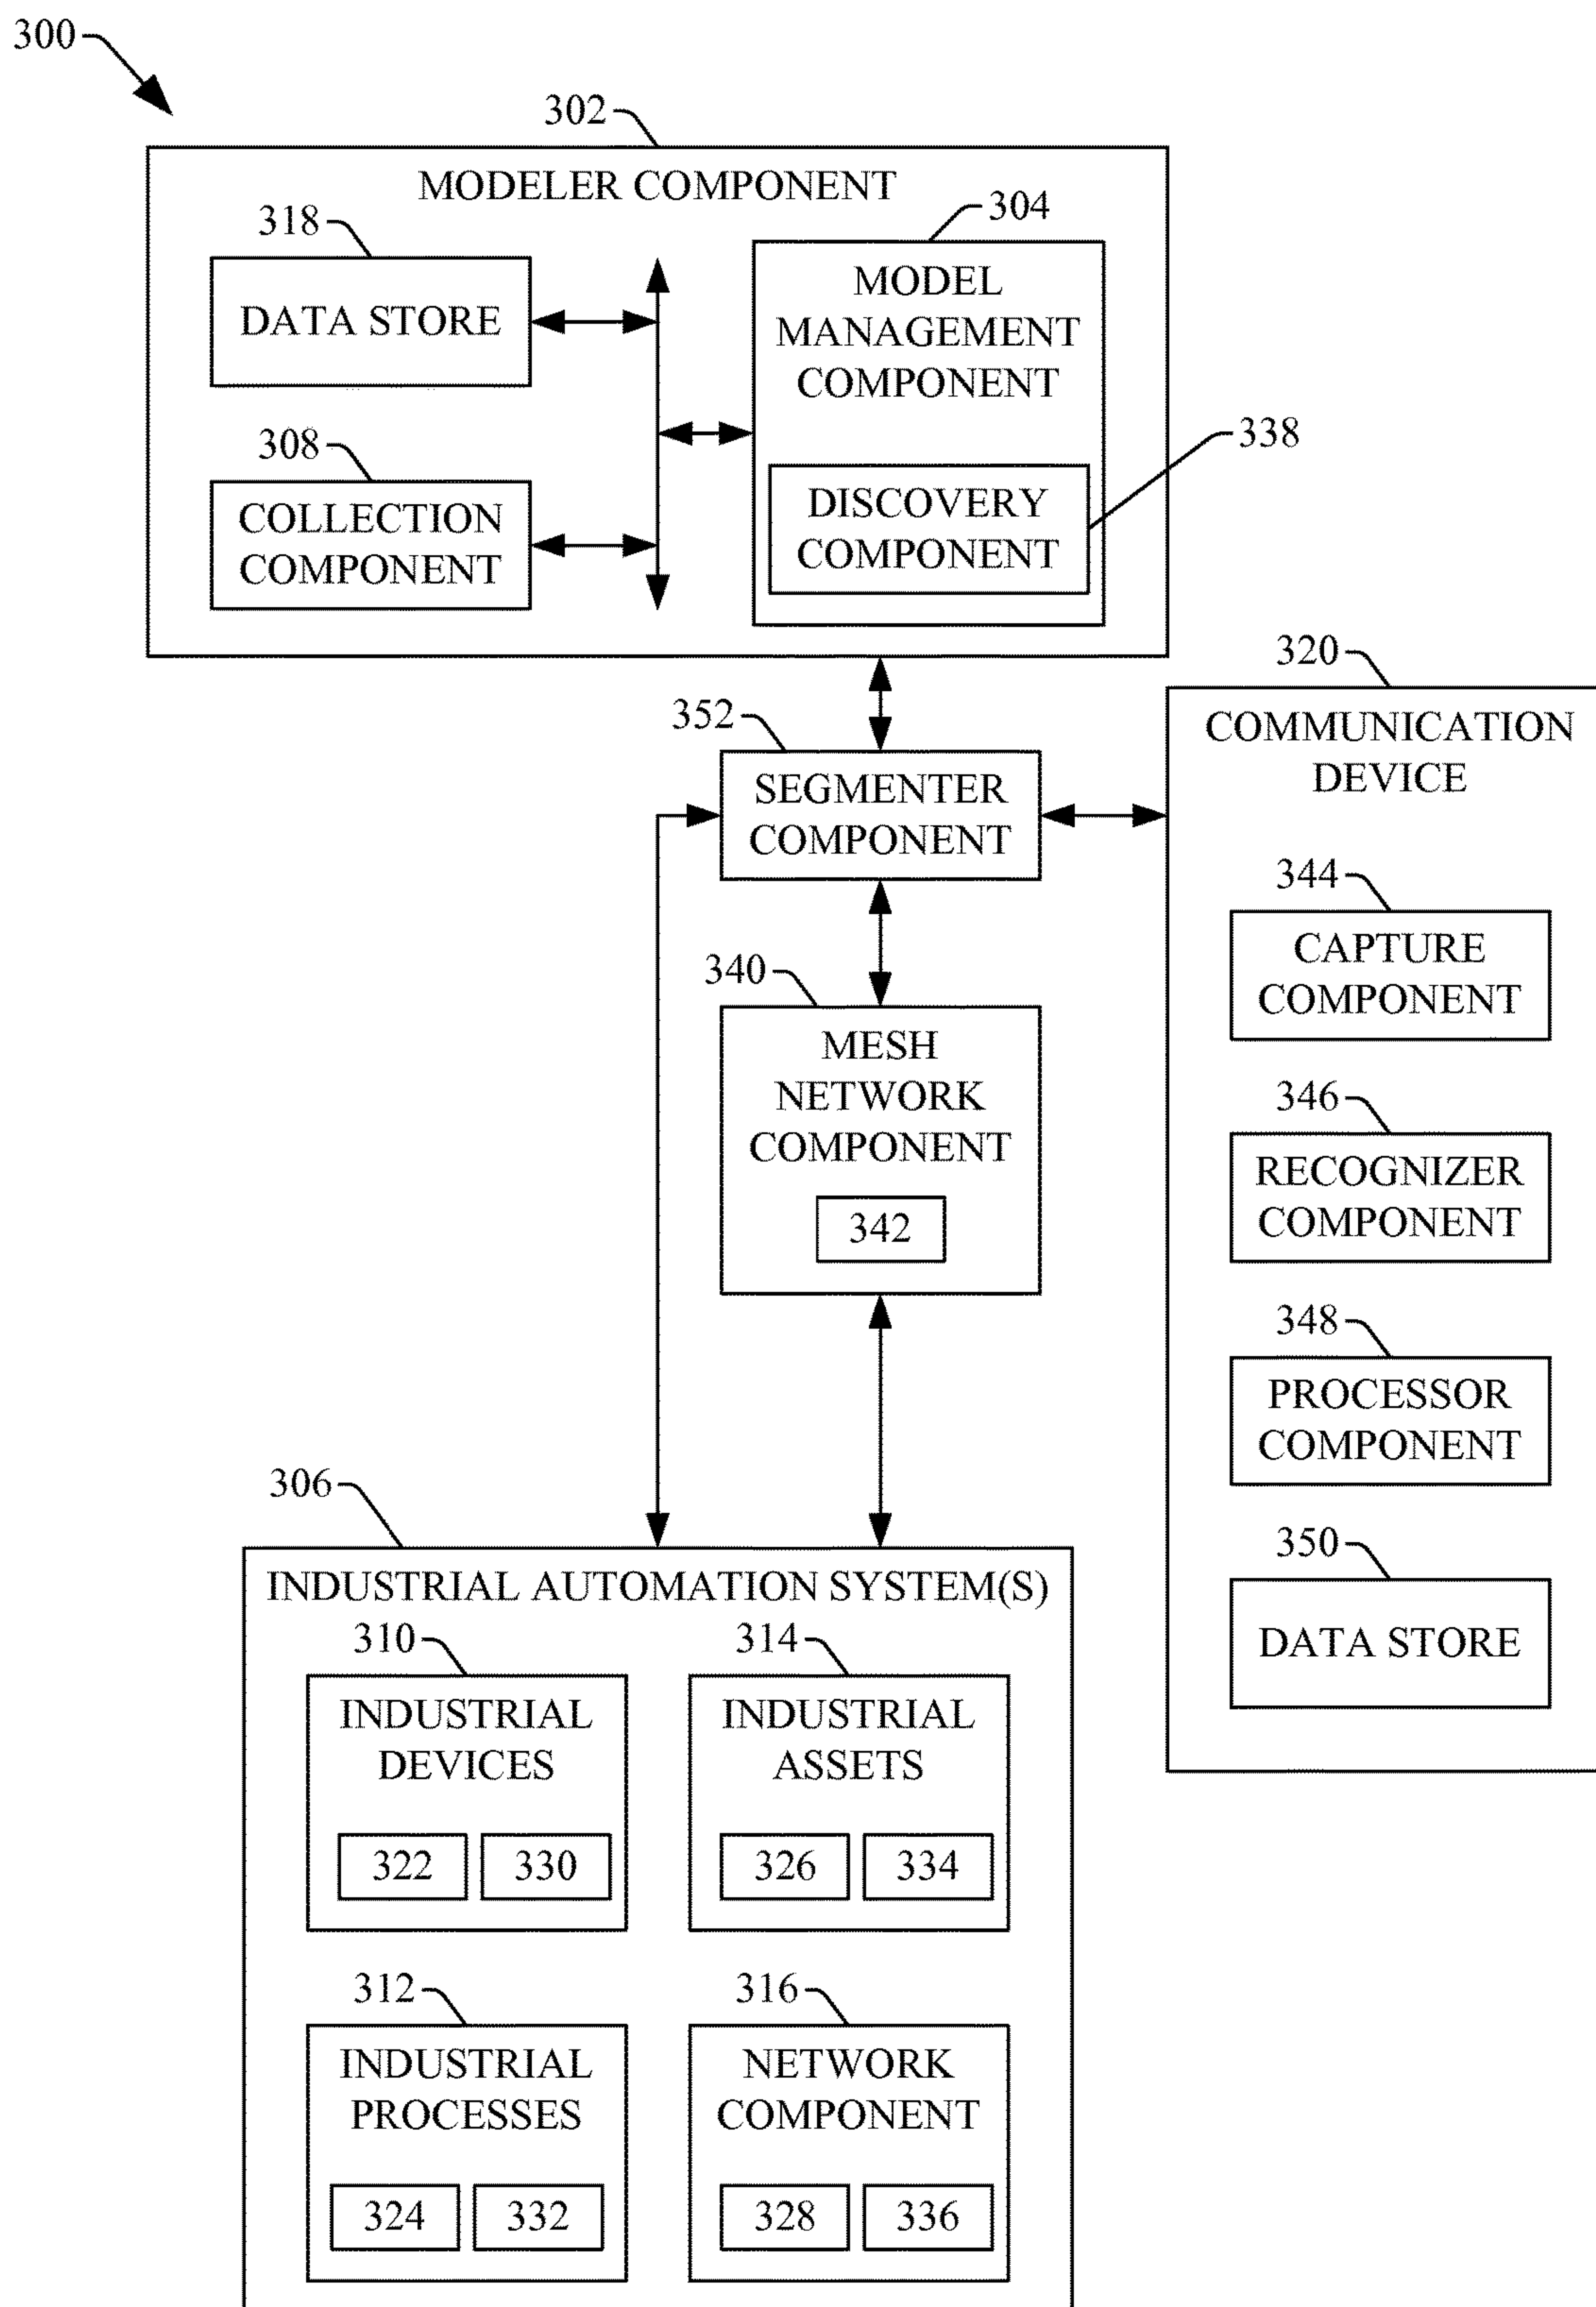 300
302
MODELER COMPONENT
318
304
DATA STORE
MODEL
MANAGEMENT
COMPONENT
308
338
COLLECTION
COMPONENT
DISCOVERY
COMPONENT
320
352
COMMUNICATION
DEVICE
SEGMENTER
COMPONENT
344
CAPTURE
COMPONENT
340
MESH
NETWORK
COMPONENT
342
346
RECOGNIZER
COMPONENT
348
PROCESSOR
COMPONENT
306
350
DATA STORE
INDUSTRIAL AUTOMATION SYSTEM(S)
310
314
INDUSTRIAL
DEVICES
322
330
INDUSTRIAL
ASSETS
326
334
312
316
INDUSTRIAL
PROCESSES
324
332
NETWORK
COMPONENT
328
336